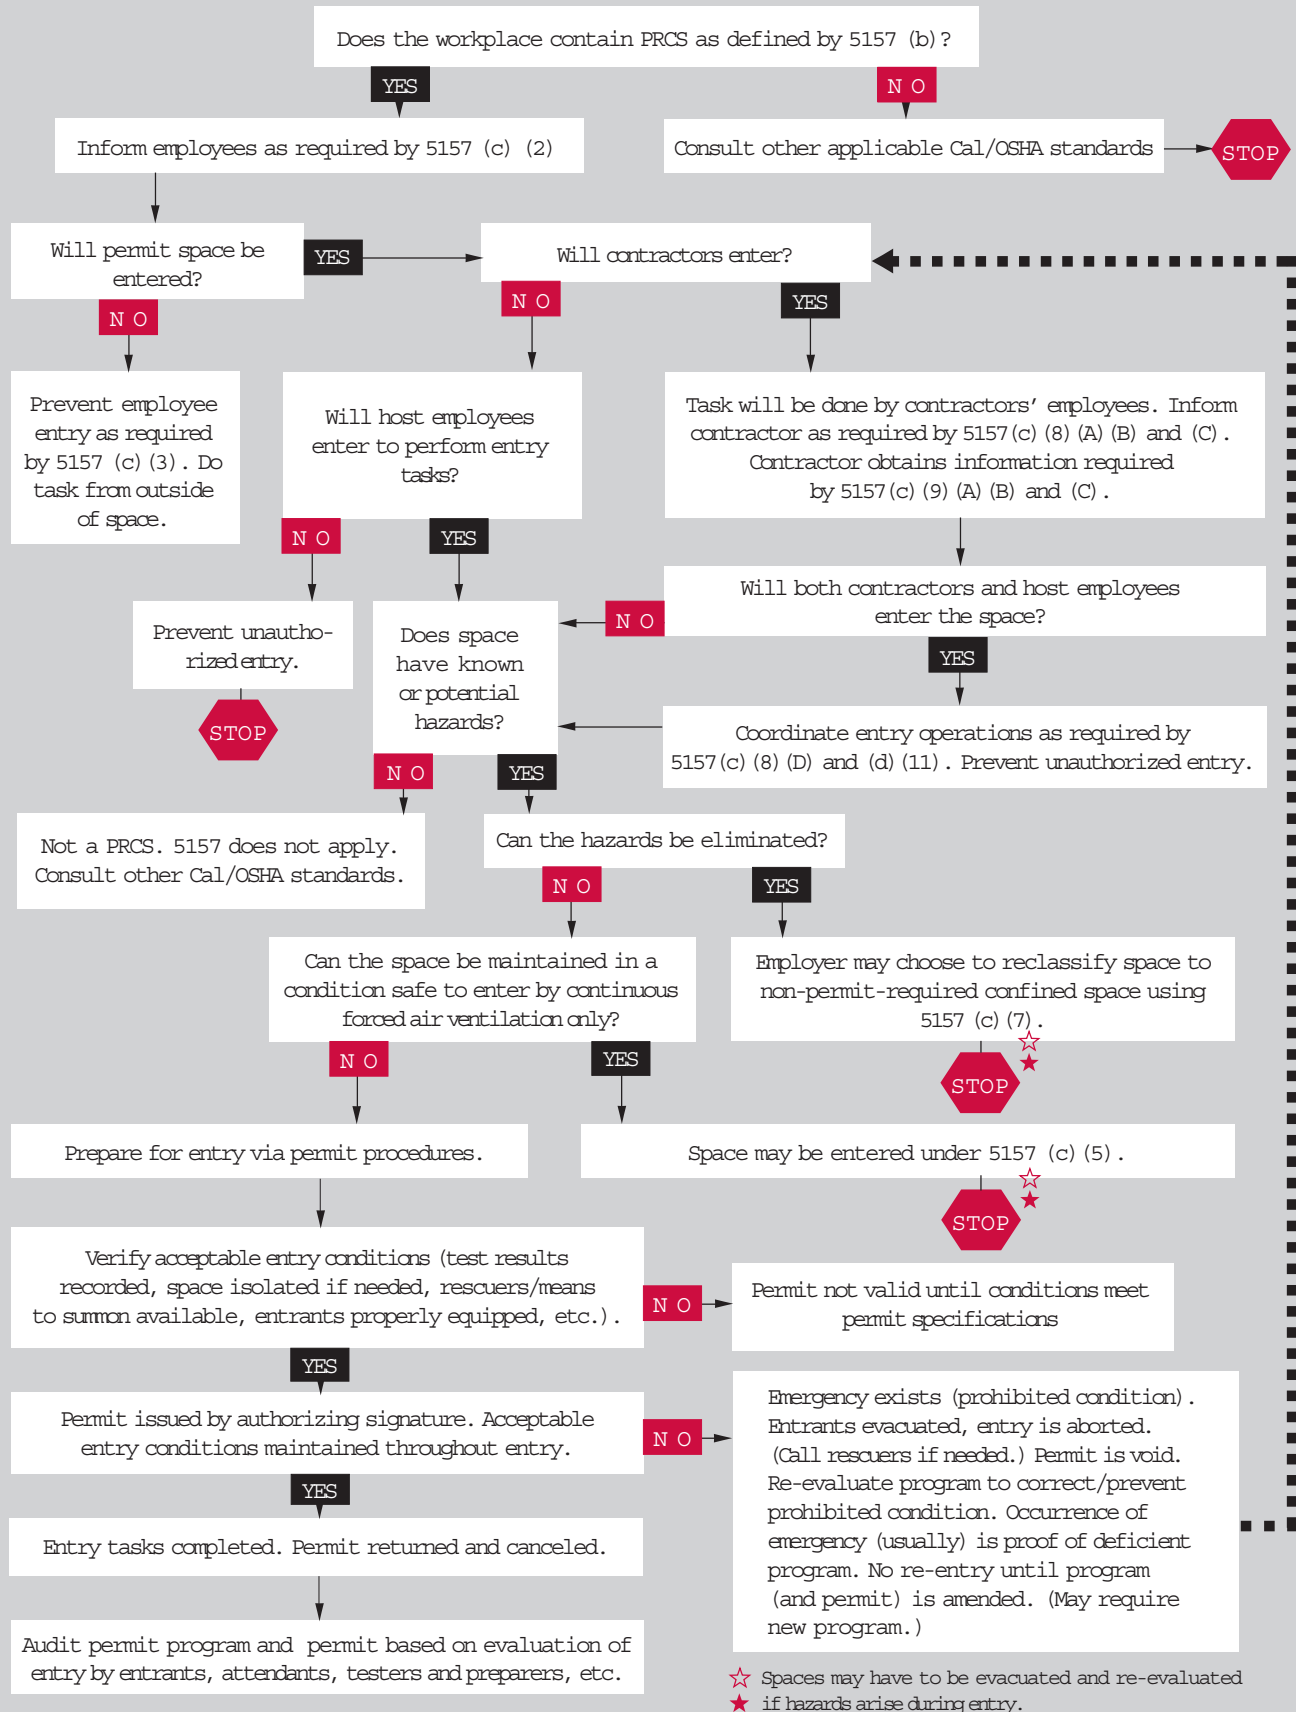 Does the workplace contain PRCS as defined by 5157 (b)?
YES
NO
Inform employees as required by 5157 (c) (2)
Consult other applicable Cal/OSHA standards
STOP
Will permit space be
entered?
YES
Will contractors enter?
NO
NO
YES
Prevent employee
entry as required
by 5157 (c)(3). Do
task from outside
of space.
Will host employees
enter to perform entry
tasks?
Task will be done by contractors' employees. Inform
contractor as required by 5157(c)(8)(A)(B) and (C).
Contractor obtains information required
by 5157(c)(9)(A)(B) and (C).
NO
YES
Will both contractors and host employees
enter the space?
NO
YES
Prevent unautho-
rized entry.
STOP
Does space
have known
or potential
hazards?
Coordinate entry operations as required by
5157(c)(8)(D) and (d)(11). Prevent unauthorized entry.
NO
YES
Not a PRCS. 5157 does not apply.
Consult other Cal/OSHA standards.
Can the hazards be eliminated?
NO
YES
Can the space be maintained in a
condition safe to enter by continuous
forced air ventilation only?
Employer may choose to reclassify space to
non-permit-required confined space using
5157 (c)(7).
STOP
NO
YES
Prepare for entry via permit procedures.
Space may be entered under 5157 (c)(5).
STOP
Verify acceptable entry conditions (test results
recorded, space isolated if needed, rescuers/means
to summon available, entrants properly equipped, etc.).
NO
Permit not valid until conditions meet
permit specifications
YES
Permit issued by authorizing signature. Acceptable
entry conditions maintained throughout entry.
NO
Emergency exists (prohibited condition).
Entrants evacuated, entry is aborted.
(Call rescuers if needed.) Permit is void.
Re-evaluate program to correct/prevent
prohibited condition. Occurrence of
emergency (usually) is proof of deficient
program. No re-entry until program
(and permit) is amended. (May require
new program.)
YES
Entry tasks completed. Permit returned and canceled.
Audit permit program and permit based on evaluation of
entry by entrants, attendants, testers and preparers, etc.
☆ Spaces may have to be evacuated and re-evaluated
★ if hazards arise during entry.